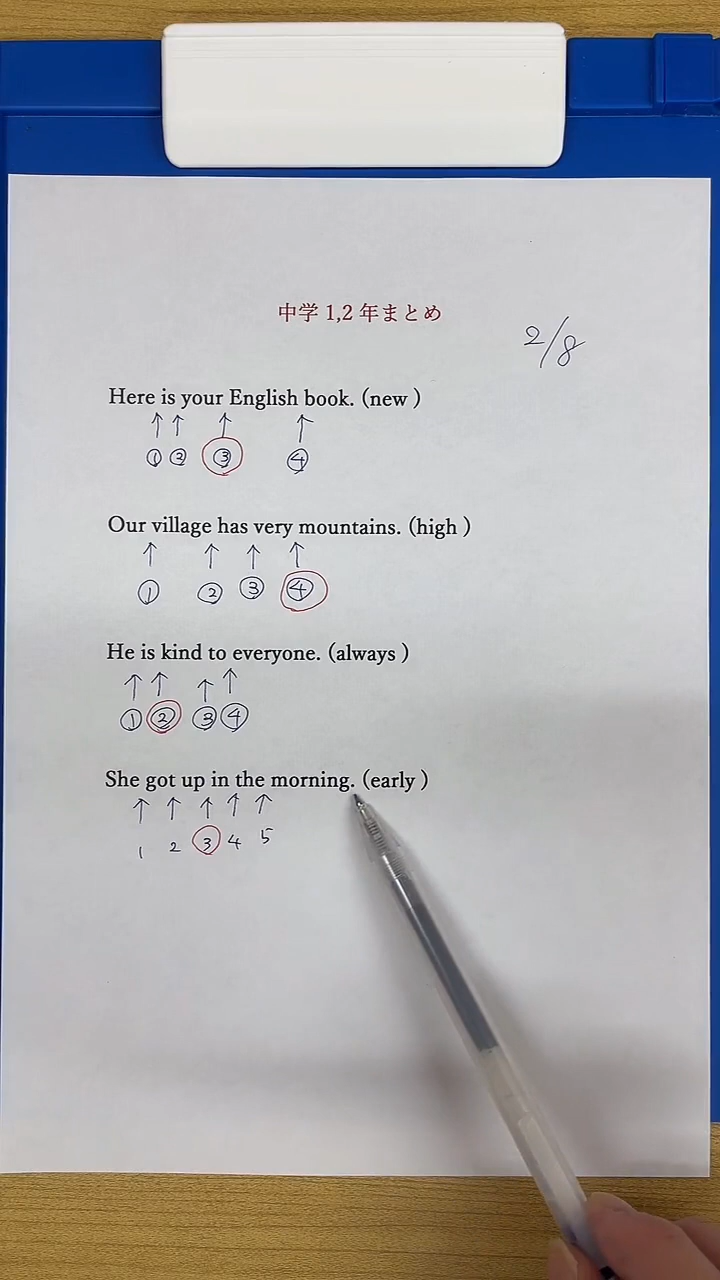 中学 1,2 年まとめ
2/8
Here is your English book. (new )
↑ ↑ ↑ ↑
① ② ③ ④
Our village has very mountains. (high )
↑ ↑ ↑ ↑
① ② ③ ④
He is kind to everyone. (always )
↑ ↑ ↑ ↑
① ② ③ ④
She got up in the morning. (early )
↑ ↑ ↑ ↑ ↑
1 2 3 4 5